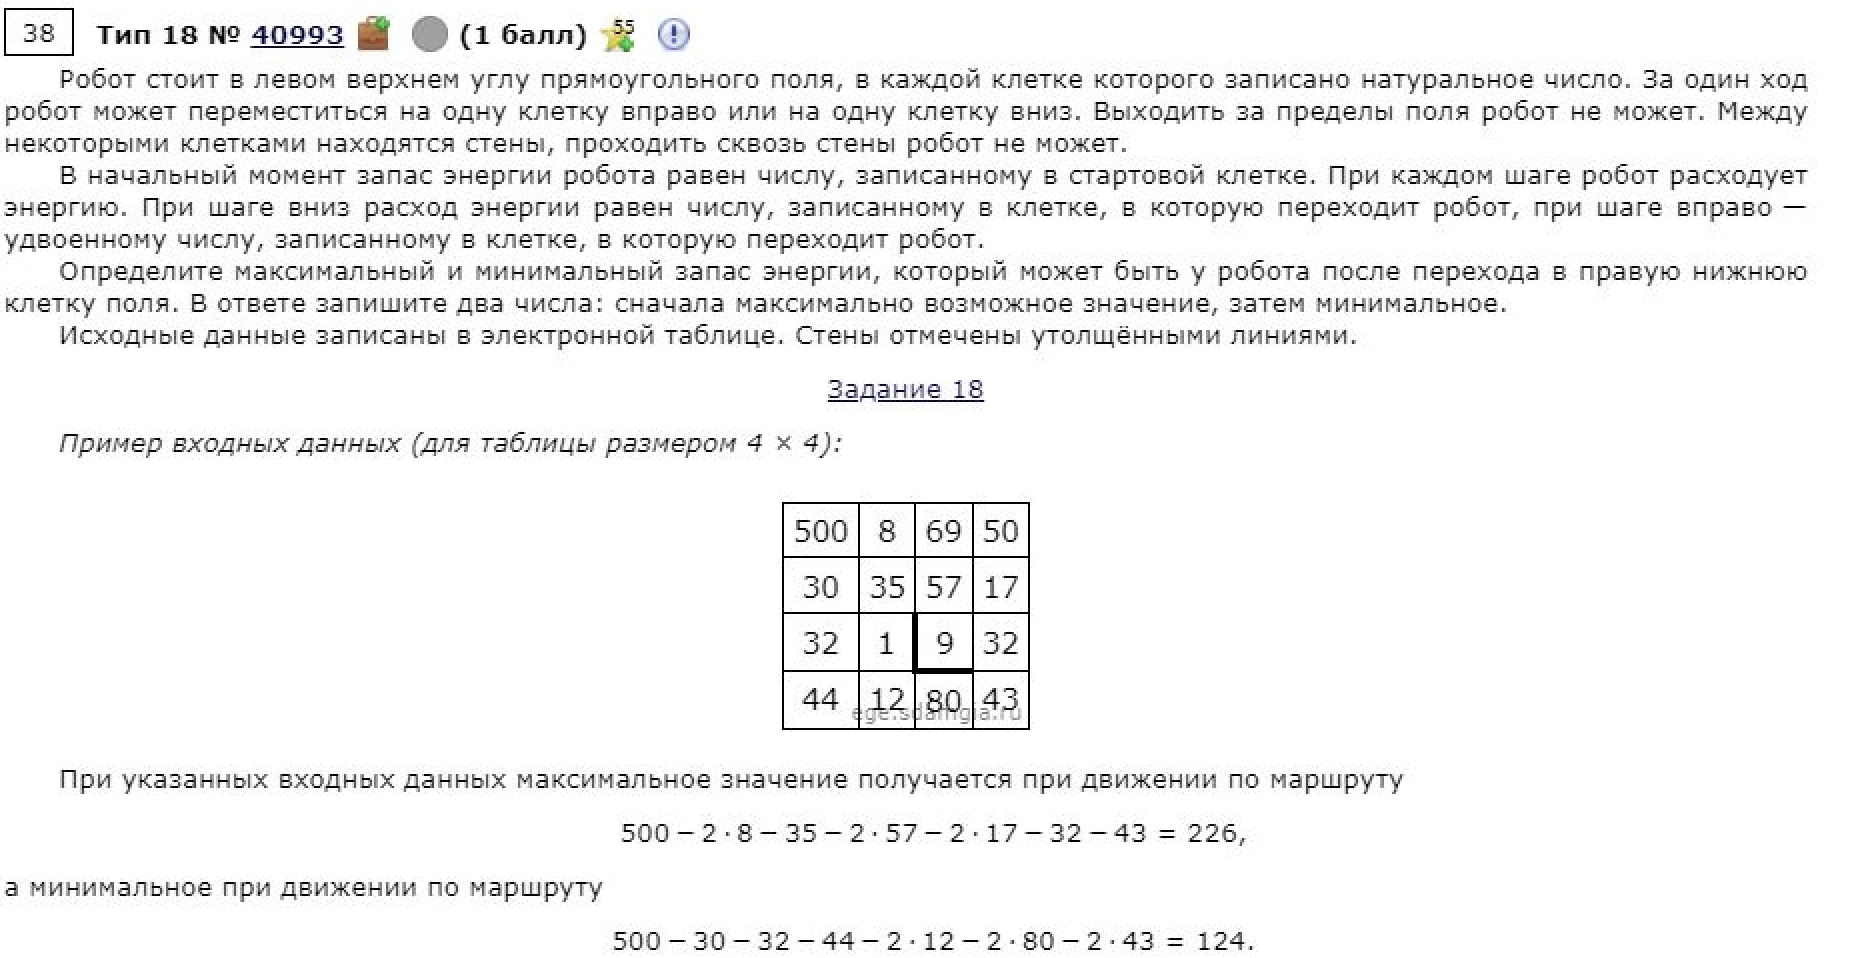 38 Тип 18 № 40993 (1 балл) 55
Робот стоит в левом верхнем углу прямоугольного поля, в каждой клетке которого записано натуральное число. За один ход
робот может переместиться на одну клетку вправо или на одну клетку вниз. Выходить за пределы поля робот не может. Между
некоторыми клетками находятся стены, проходить сквозь стены робот не может.
В начальный момент запас энергии робота равен числу, записанному в стартовой клетке. При каждом шаге робот расходует
энергию. При шаге вниз расход энергии равен числу, записанному в клетке, в которую переходит робот, при шаге вправо —
удвоенному числу, записанному в клетке, в которую переходит робот.
Определите максимальный и минимальный запас энергии, который может быть у робота после перехода в правую нижнюю
клетку поля. В ответе запишите два числа: сначала максимально возможное значение, затем минимальное.
Исходные данные записаны в электронной таблице. Стены отмечены утолщёнными линиями.
Задание 18
Пример входных данных (для таблицы размером 4 × 4):
500 8 69 50
30 35 57 17
32 1 9 32
44 12 80 43
ege.sdamgia.ru
При указанных входных данных максимальное значение получается при движении по маршруту
500 – 2 · 8 – 35 – 2 · 57 – 2 · 17 – 32 – 43 = 226,
а минимальное при движении по маршруту
500 – 30 – 32 – 44 – 2 · 12 – 2 · 80 – 2 · 43 = 124.